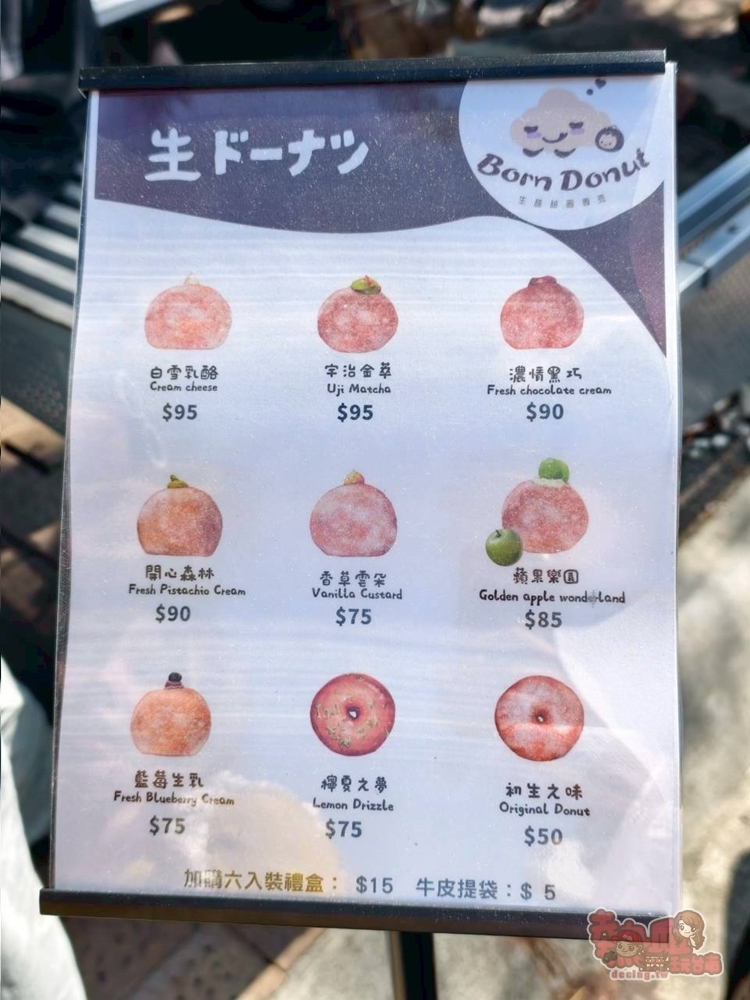 生ドーナツ
Born Donut
白雪乳酪
Cream cheese
$95
宇治金萃
Uji Matcha
$95
濃情黑巧
Fresh chocolate cream
$90
開心森林
Fresh Pistachio Cream
$90
香草雲朵
Vanilla Custard
$75
蘋果樂園
Golden apple wonderland
$85
藍莓生乳
Fresh Blueberry Cream
$75
檸夏之夢
Lemon Drizzle
$75
初生之味
Original Donut
$50
加購六入裝禮盒： $15 牛皮提袋：$ 5
decing.tw